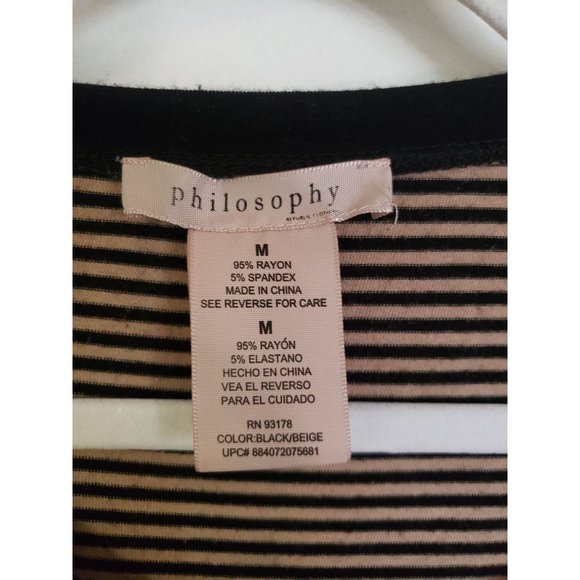 philosophy
REPUBLIC CLOTHING
M
95% RAYON
5% SPANDEX
MADE IN CHINA
SEE REVERSE FOR CARE
M
95% RAYÓN
5% ELASTANO
HECHO EN CHINA
VEA EL REVERSO
PARA EL CUIDADO
RN 93178
COLOR:BLACK/BEIGE
UPC# 884072075681